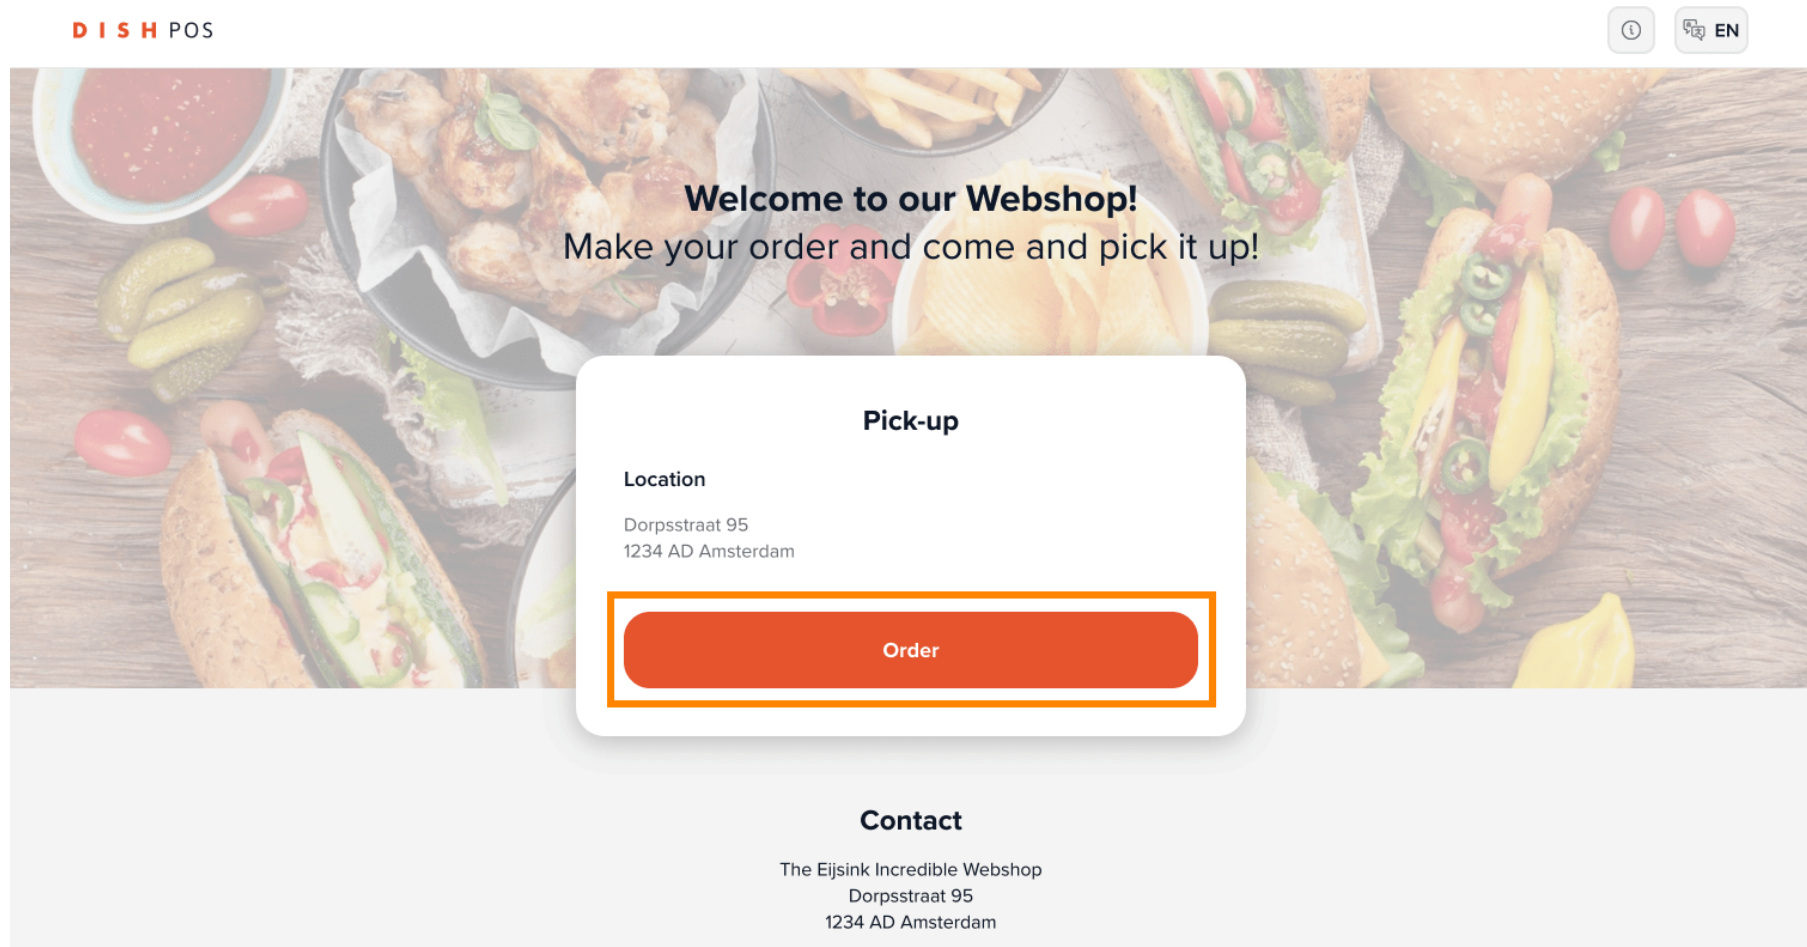 DISH POS
EN
Welcome to our Webshop!
Make your order and come and pick it up!
Pick-up
Location
Dorpsstraat 95
1234 AD Amsterdam
Order
Contact
The Eijsink Incredible Webshop
Dorpsstraat 95
1234 AD Amsterdam